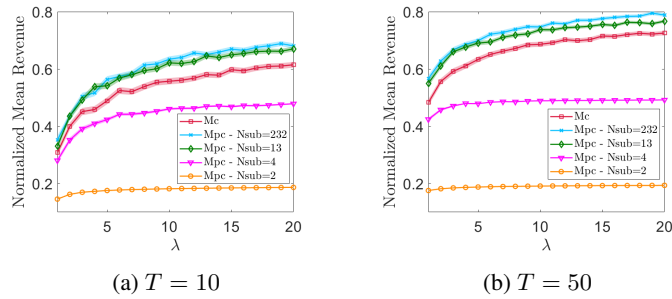 Normalized Mean Revenue
0.8
0.6
0.4
0.2
Mc
Mpc - Nsub=232
Mpc - Nsub=13
Mpc - Nsub=4
Mpc - Nsub=2
5 10 15 20
λ
(a) T = 10
Normalized Mean Revenue
0.8
0.6
0.4
0.2
Mc
Mpc - Nsub=232
Mpc - Nsub=13
Mpc - Nsub=4
Mpc - Nsub=2
5 10 15 20
λ
(b) T = 50